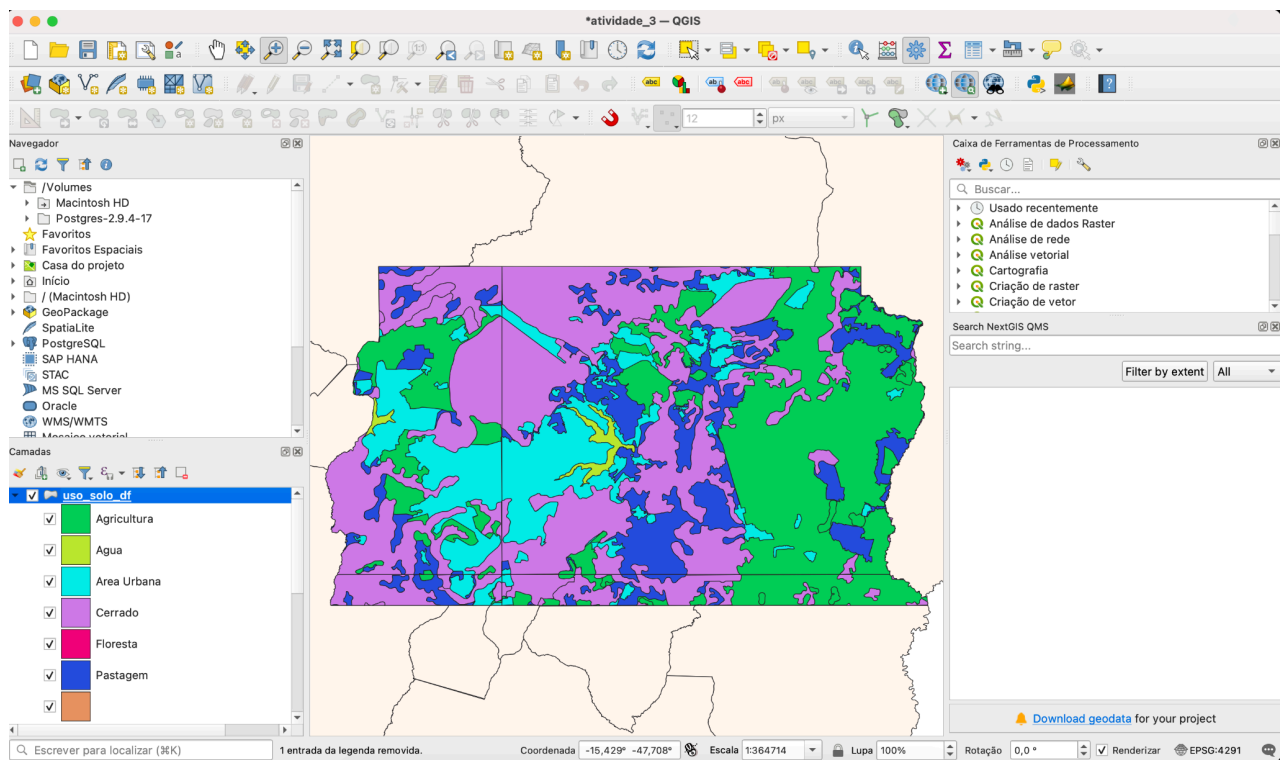 *atividade_3 — QGIS
abc
abc
abc
12
px
Navegador
/Volumes
Macintosh HD
Postgres-2.9.4-17
Favoritos
Favoritos Espaciais
Casa do projeto
Início
/ (Macintosh HD)
GeoPackage
SpatiaLite
PostgreSQL
SAP HANA
STAC
MS SQL Server
Oracle
WMS/WMTS
Mosaico vetorial
Camadas
uso_solo_df
Agricultura
Agua
Area Urbana
Cerrado
Floresta
Pastagem
Caixa de Ferramentas de Processamento
Buscar...
Usado recentemente
Análise de dados Raster
Análise de rede
Análise vetorial
Cartografia
Criação de raster
Criação de vetor
Search NextGIS QMS
Search string...
Filter by extent All
Download geodata for your project
Escrever para localizar (⌘K) 1 entrada da legenda removida. Coordenada -15,429° -47,708° Escala 1:364714 Lupa 100% Rotação 0,0 ° Renderizar EPSG:4291